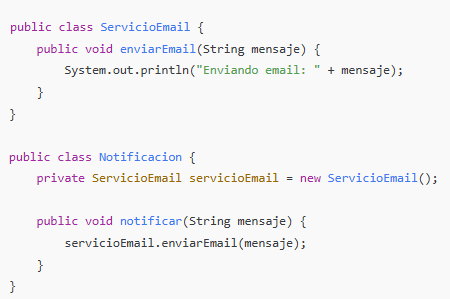 public class ServicioEmail {
    public void enviarEmail(String mensaje) {
        System.out.println("Enviando email: " + mensaje);
    }
}

public class Notificacion {
    private ServicioEmail servicioEmail = new ServicioEmail();

    public void notificar(String mensaje) {
        servicioEmail.enviarEmail(mensaje);
    }
}